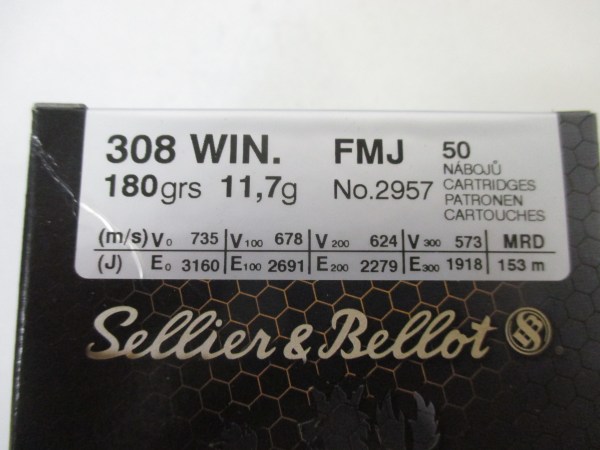 308 WIN. FMJ 50
NÁBOJŮ
180grs 11,7g No.2957 CARTRIDGES
PATRONEN
CARTOUCHES
(m/s) V0 735 V100 678 V200 624 V300 573 MRD
(J) E0 3160 E100 2691 E200 2279 E300 1918 153 m
Sellier & Bellot